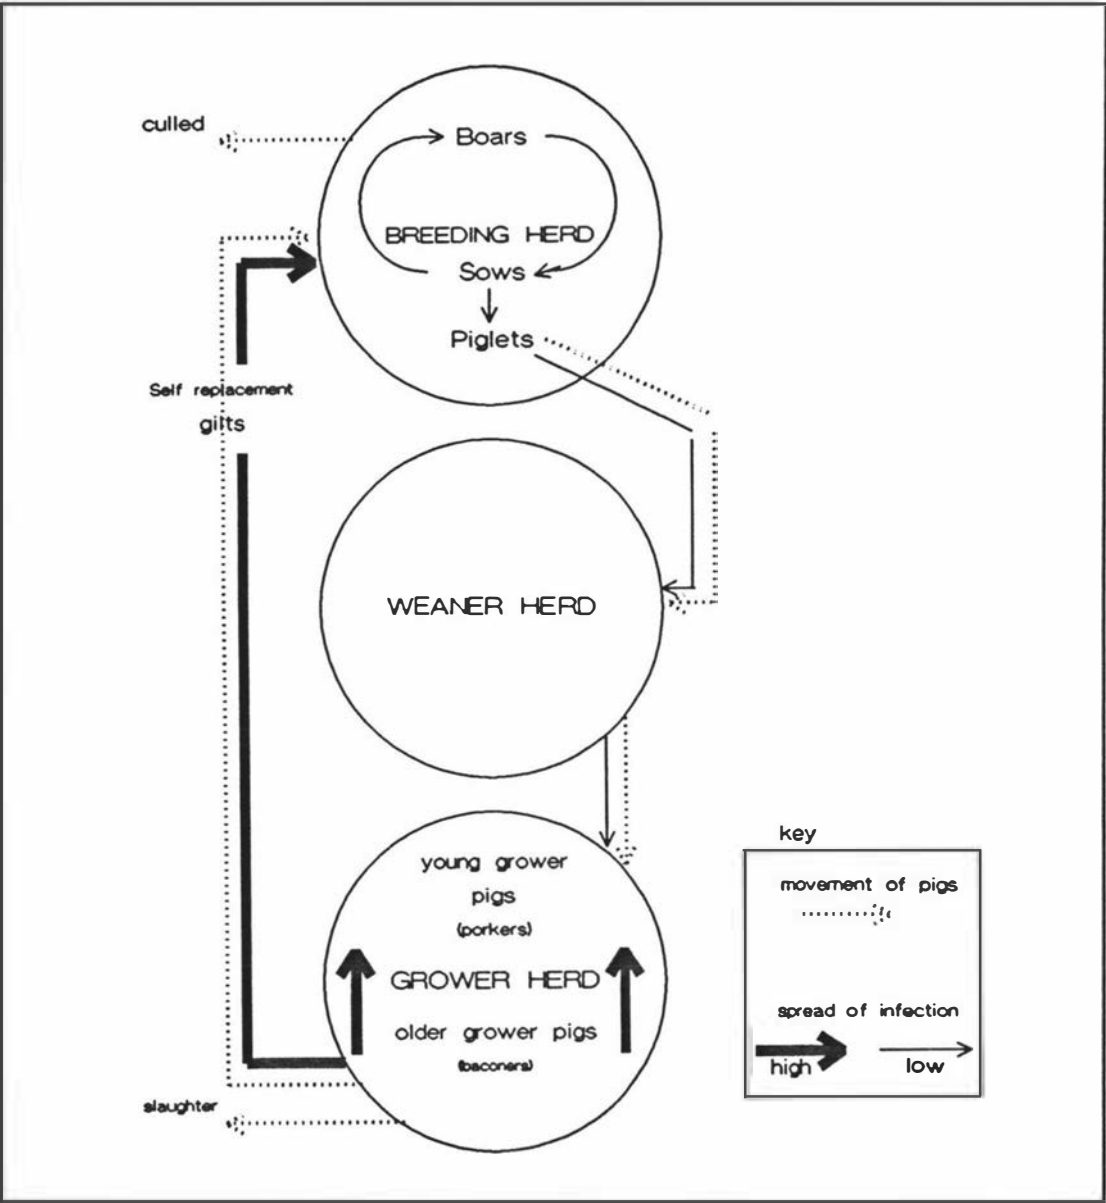 culled
Boars
BREEDING HERD
Sows
Piglets
Self replacement
gilts
WEANER HERD
young grower
pigs
(porkers)
GROWER HERD
older grower pigs
(baconers)
slaughter
key
movement of pigs
spread of infection
high
low